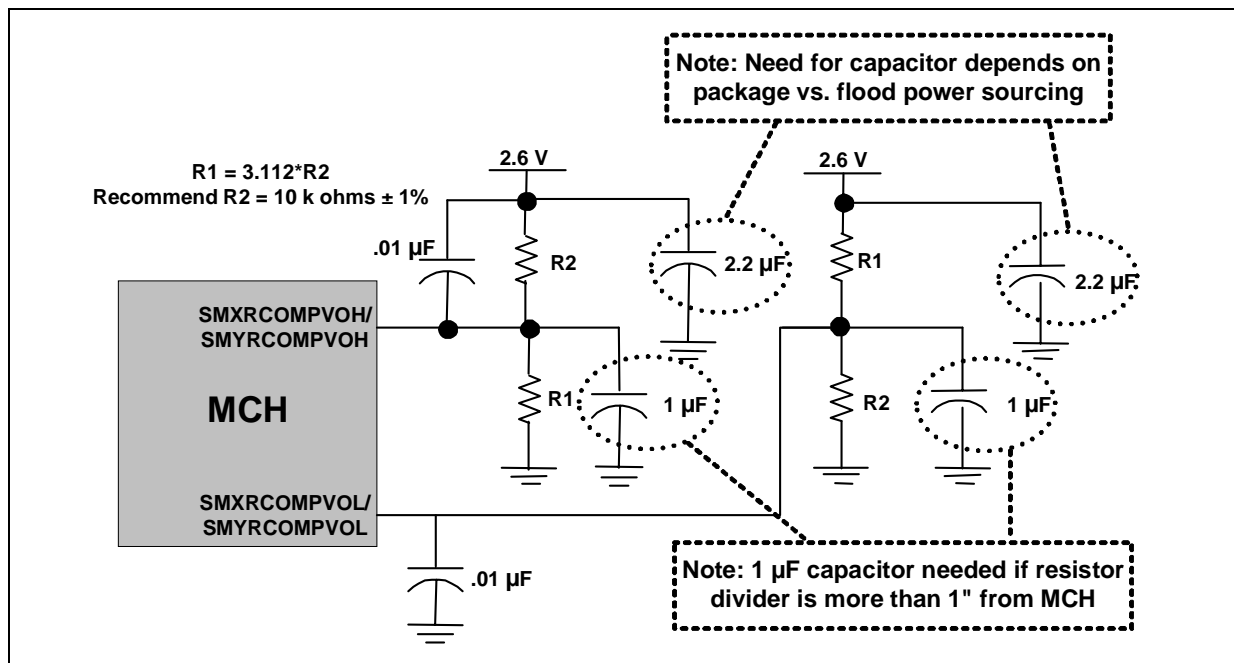 Note: Need for capacitor depends on
package vs. flood power sourcing
R1 = 3.112*R2
Recommend R2 = 10 k ohms ± 1%
2.6 V
2.6 V
.01 µF
R2
2.2 µF
R1
2.2 µF
SMXRCOMPVOH/
SMYRCOMPVOH
MCH
R1
1 µF
R2
1 µF
SMXRCOMPVOL/
SMYRCOMPVOL
.01 µF
Note: 1 µF capacitor needed if resistor
divider is more than 1" from MCH